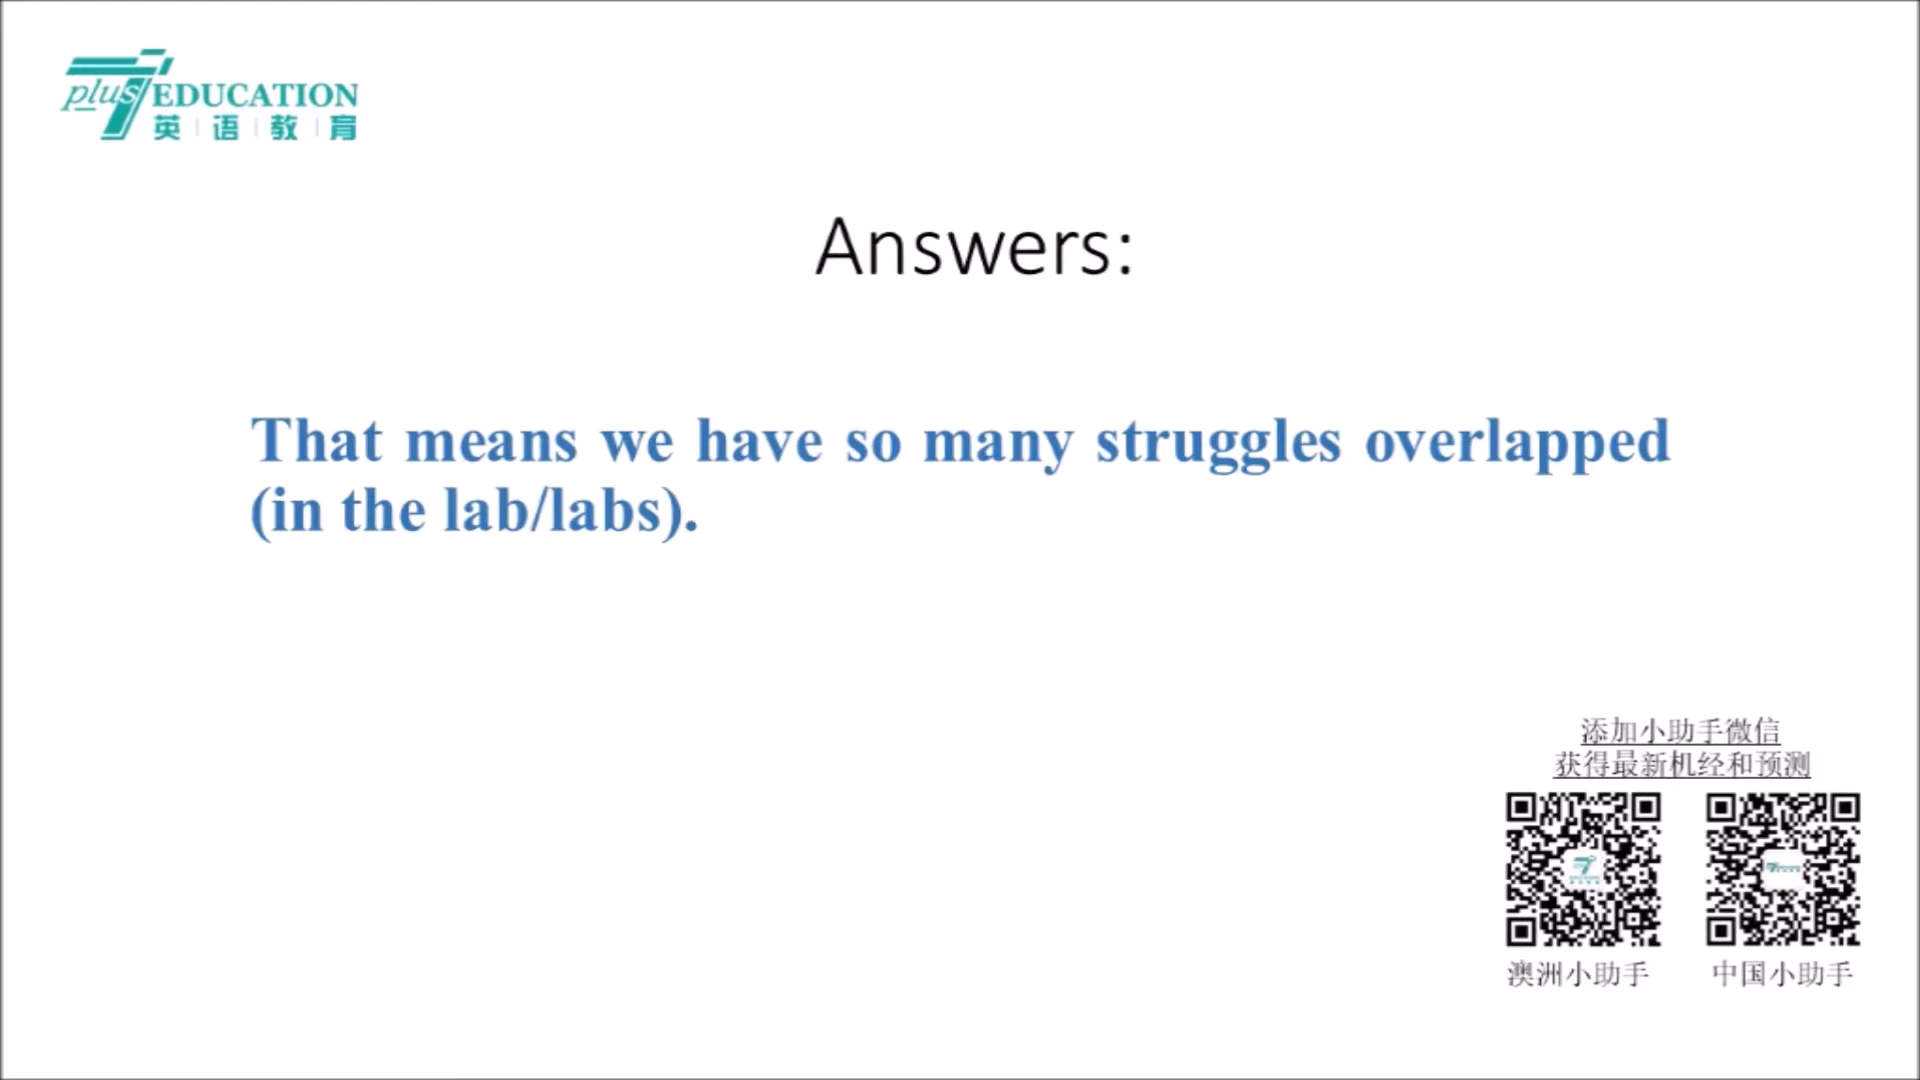 plus 7 EDUCATION
英语教育
Answers:
That means we have so many struggles overlapped
(in the lab/labs).
添加小助手微信
获得最新机经和预测
澳洲小助手 中国小助手